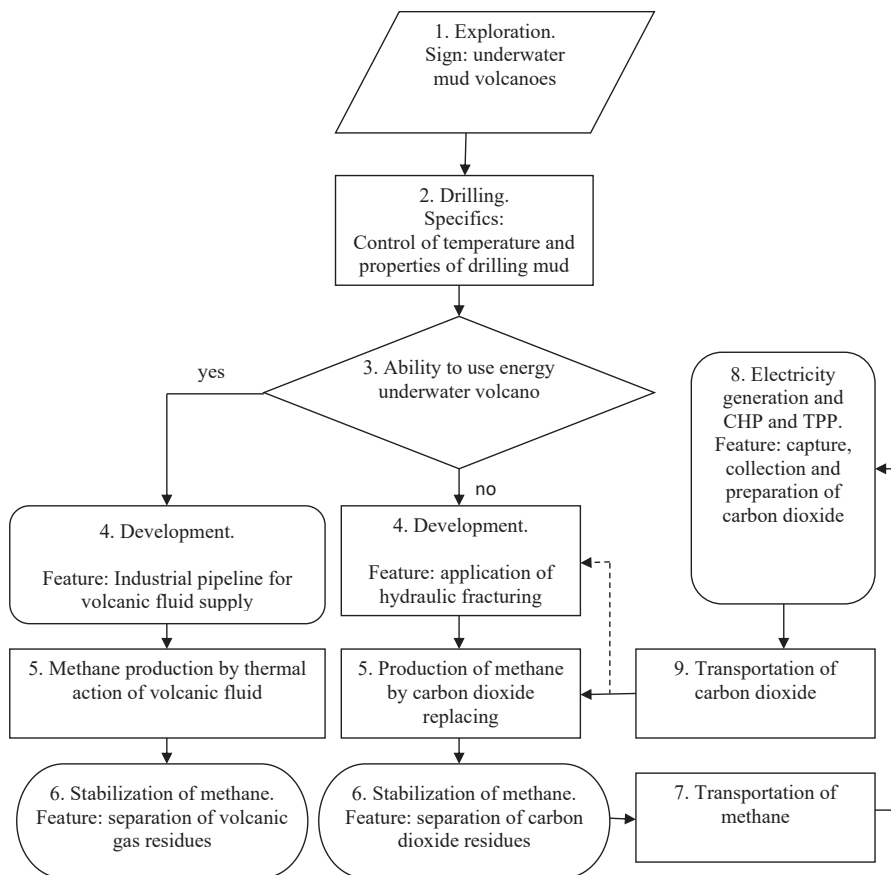 1. Exploration.
Sign: underwater
mud volcanoes
2. Drilling.
Specifics:
Control of temperature and
properties of drilling mud
3. Ability to use energy
underwater volcano
yes
no
8. Electricity
generation and
CHP and TPP.
Feature: capture,
collection and
preparation of
carbon dioxide
4. Development.
Feature: Industrial pipeline for
volcanic fluid supply
4. Development.
Feature: application of
hydraulic fracturing
5. Methane production by thermal
action of volcanic fluid
5. Production of methane
by carbon dioxide
replacing
9. Transportation of
carbon dioxide
6. Stabilization of methane.
Feature: separation of volcanic
gas residues
6. Stabilization of methane.
Feature: separation of carbon
dioxide residues
7. Transportation of
methane